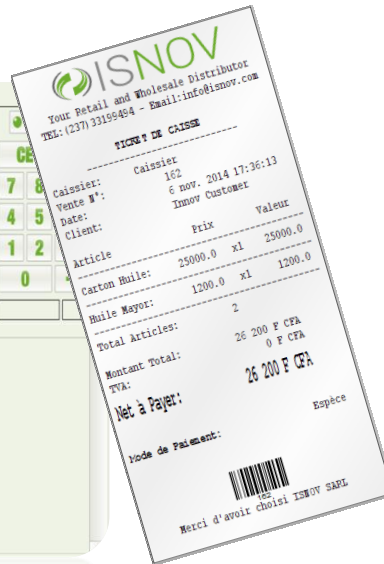 ISNOV
Your Retail and Wholesale Distributor
TEL:(237)33199494 - Email:info@isnov.com
TICKET DE CAISSE
Caissier: Caissier
Vente N°: 162
Date: 6 nov. 2014 17:36:13
Client: Innov Customer
Article Prix Valeur
Carton Huile: 25000.0 x1 25000.0
Huile Mayor: 1200.0 x1 1200.0
Total Articles: 2
Montant Total: 26 200 F CFA
TVA: 0 F CFA
Net à Payer: 26 200 F CFA
Mode de Paiement: Espèce
162
Merci d'avoir choisi ISNOV SARL
CE
7 8
4 5
1 2
0